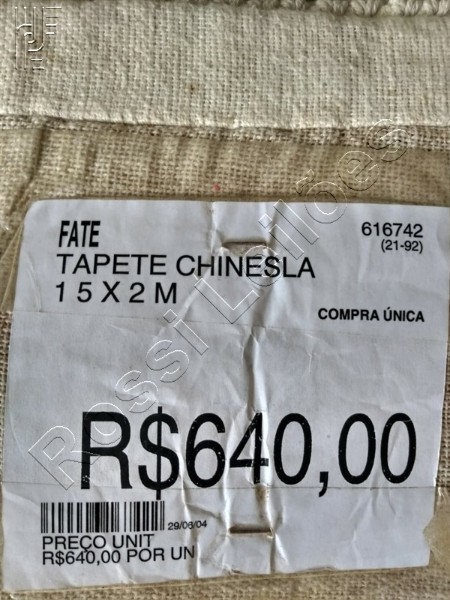 FATE
616742
(21-92)
TAPETE CHINESLA
1 5 X 2 M
COMPRA ÚNICA
R$640,00
29/06/04
PREÇO UNIT
R$640,00 POR UN
Rossi Leilões